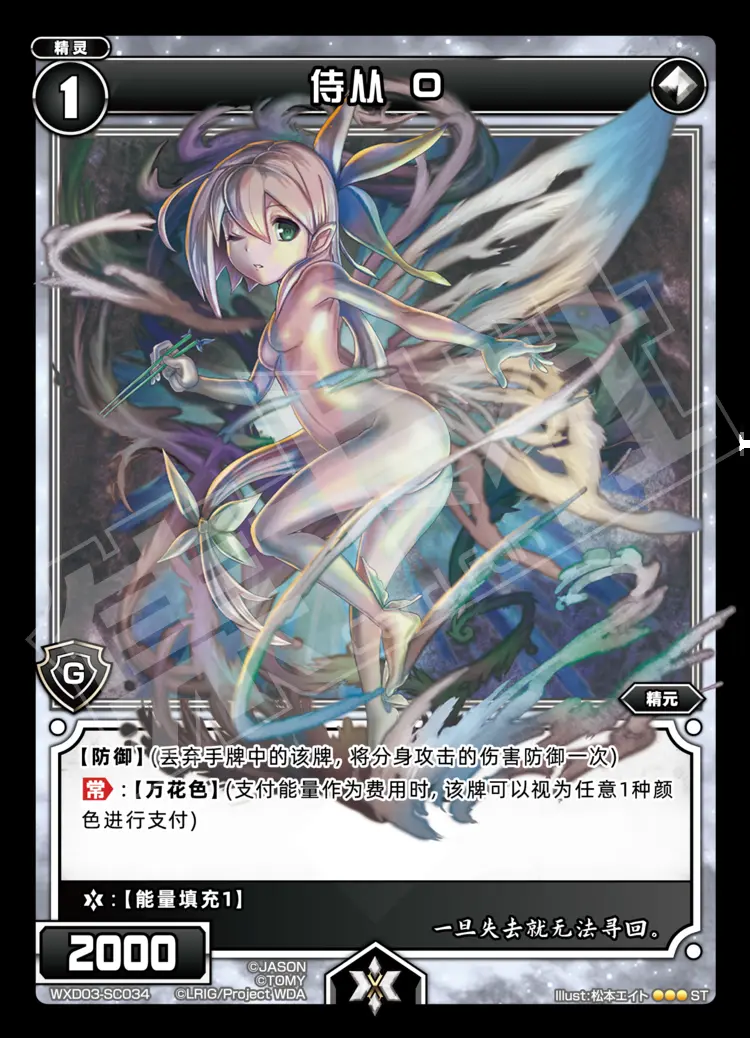 精灵
1
侍从 O
G
精元
【防御】(丢弃手牌中的该牌，将分身攻击的伤害防御一次)
常：【万花色】(支付能量作为费用时，该牌可以视为任意1种颜
色进行支付)
：【能量填充1】
一旦失去就无法寻回。
2000
©JASON
©TOMY
WXD03-SC034 ©LRIG/Project WDA
Illust:松本エイト ST